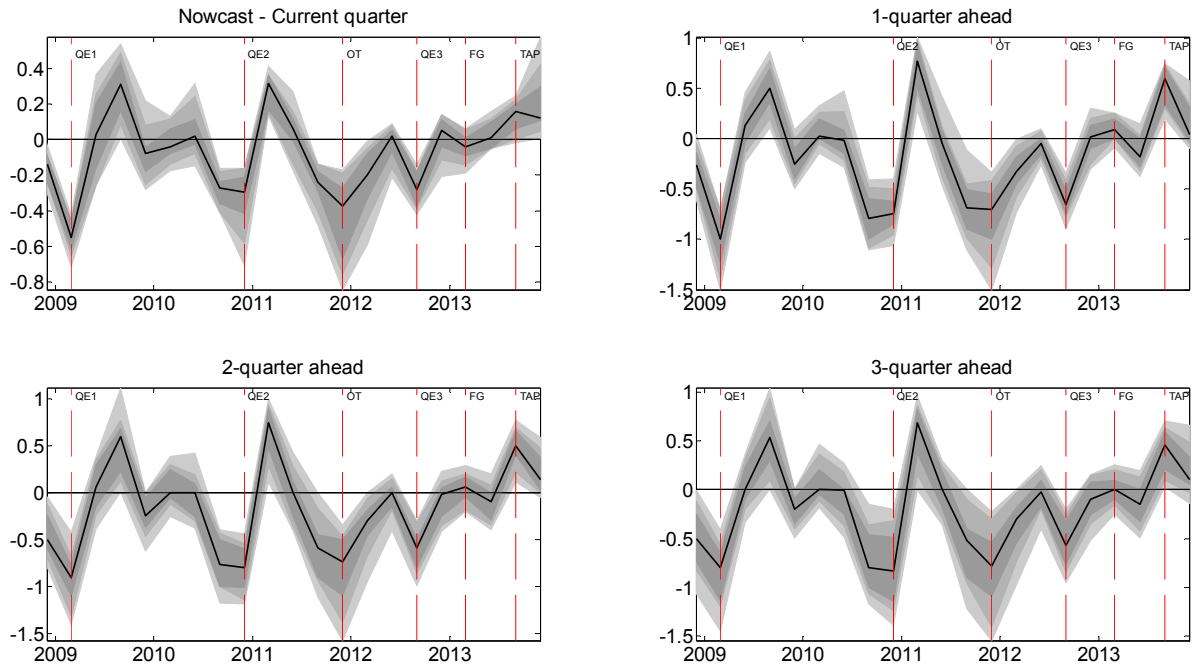 Nowcast - Current quarter
QE1
QE2
OT
QE3
FG
TAP
0.4
0.2
0
-0.2
-0.4
-0.6
-0.8
2009 2010 2011 2012 2013
1-quarter ahead
QE1
QE2
OT
QE3
FG
TAP
1
0.5
0
-0.5
-1
-1.5
2009 2010 2011 2012 2013
2-quarter ahead
QE1
QE2
OT
QE3
FG
TAP
1
0.5
0
-0.5
-1
-1.5
2009 2010 2011 2012 2013
3-quarter ahead
QE1
QE2
OT
QE3
FG
TAP
1
0.5
0
-0.5
-1
-1.5
2009 2010 2011 2012 2013